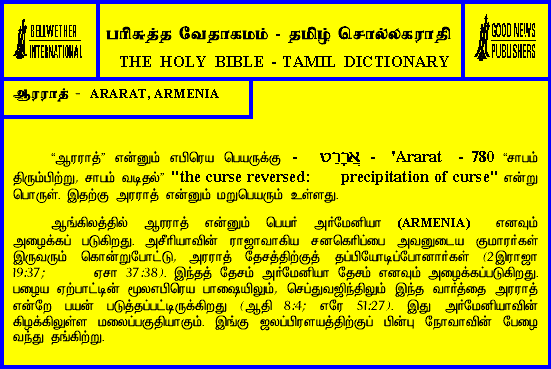 BELLWETHER
INTERNATIONAL
பரிசுத்த வேதாகமம் - தமிழ் சொல்லகராதி
THE HOLY BIBLE - TAMIL DICTIONARY
GOOD NEWS
PUBLISHERS
ஆரராத் - ARARAT, ARMENIA
“ஆரராத்” என்னும் எபிரெய பெயருக்கு - אֲרָרַט - 'Ararat - 780 “சாபம்
திரும்பிற்று, சாபம் வடிதல்” "the curse reversed: precipitation of curse" என்று
பொருள். இதற்கு அரராத் என்னும் மறுபெயரும் உள்ளது.
ஆங்கிலத்தில் ஆரராத் என்னும் பெயர் அர்மேனியா (ARMENIA) எனவும்
அழைக்கப் படுகிறது. அசீரியாவின் ராஜாவாகிய சனகெரிப்பை அவனுடைய குமாரர்கள்
இருவரும் கொன்றுபோட்டு, அரராத் தேசத்திற்குத் தப்பியோடிப்போனார்கள் (2இராஜா
19:37; ஏசா 37:38). இந்தத் தேசம் அர்மேனியா தேசம் எனவும் அழைக்கப்படுகிறது.
பழைய ஏற்பாட்டின் மூலஎபிரெய பாஷையிலும், செப்துவஜிந்திலும் இந்த வார்த்தை அரராத்
என்றே பயன் படுத்தப்பட்டிருக்கிறது (ஆதி 8:4; எரே 51:27). இது அர்மேனியாவின்
கிழக்கிலுள்ள மலைப்பகுதியாகும். இங்கு ஜலப்பிரளயத்திற்குப் பின்பு நோவாவின் பேழை
வந்து தங்கிற்று.